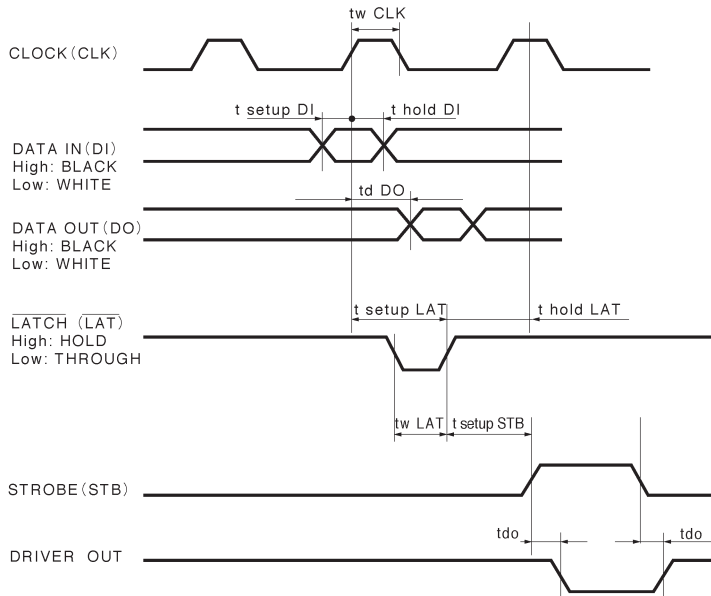 tw CLK
CLOCK(CLK)
t setup DI
t hold DI
DATA IN(DI)
High: BLACK
Low: WHITE
td DO
DATA OUT(DO)
High: BLACK
Low: WHITE
t setup LAT
t hold LAT
L̅A̅T̅C̅H̅ (L̅A̅T̅)
High: HOLD
Low: THROUGH
tw LAT
t setup STB
STROBE(STB)
tdo
tdo
DRIVER OUT